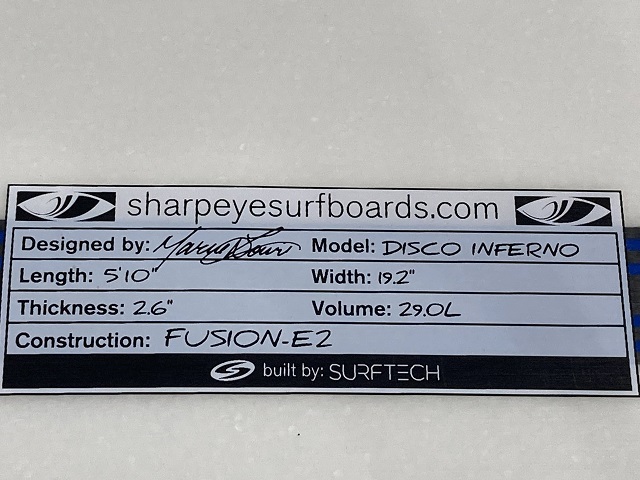 sharpeyesurfboards.com
Designed by: Model: DISCO INFERNO
Length: 5'10" Width: 19.2"
Thickness: 2.6" Volume: 29.0L
Construction: FUSION-E2
built by: SURFTECH